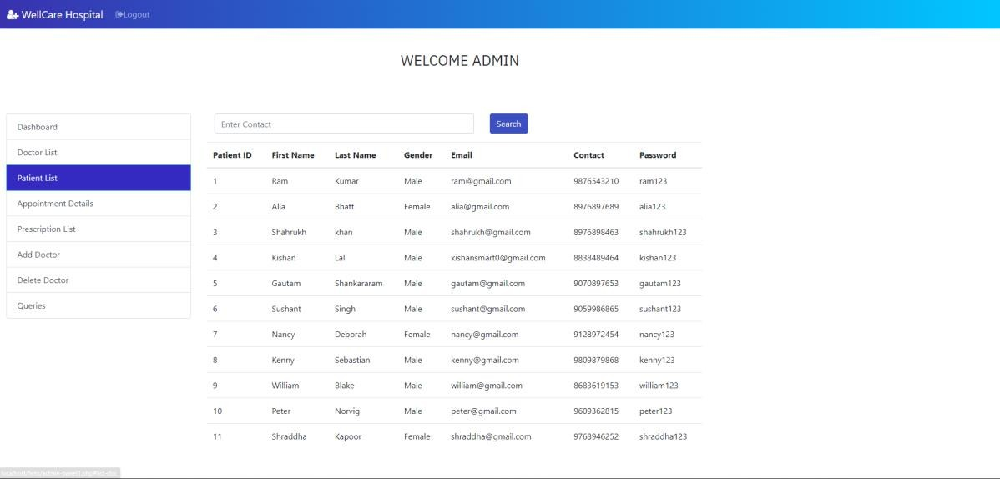 WellCare Hospital Logout
WELCOME ADMIN
Dashboard
Doctor List
Patient List
Appointment Details
Prescription List
Add Doctor
Delete Doctor
Queries
Enter Contact Search
Patient ID First Name Last Name Gender Email Contact Password
1 Ram Kumar Male ram@gmail.com 9876543210 ram123
2 Alia Bhatt Female alia@gmail.com 8976897689 alia123
3 Shahrukh khan Male shahrukh@gmail.com 8976898463 shahrukh123
4 Kishan Lal Male kishansmart0@gmail.com 8838489464 kishan123
5 Gautam Shankararam Male gautam@gmail.com 9070897653 gautam123
6 Sushant Singh Male sushant@gmail.com 9059986865 sushant123
7 Nancy Deborah Female nancy@gmail.com 9128972454 nancy123
8 Kenny Sebastian Male kenny@gmail.com 9809879868 kenny123
9 William Blake Male william@gmail.com 8683619153 william123
10 Peter Norvig Male peter@gmail.com 9609362815 peter123
11 Shraddha Kapoor Female shraddha@gmail.com 9768946252 shraddha123